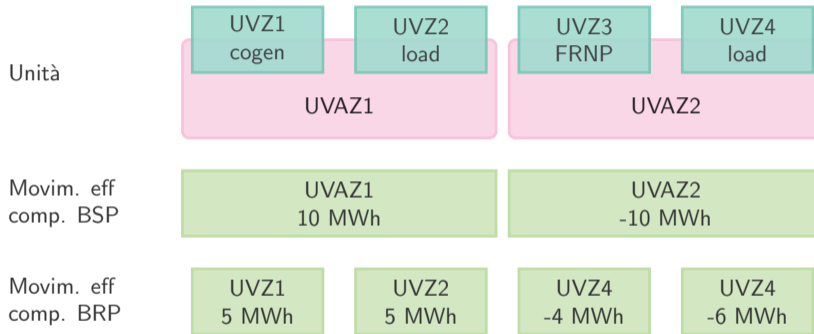 UVZ1
cogen
UVZ2
load
UVZ3
FRNP
UVZ4
load
Unità
UVAZ1
UVAZ2
Movim. eff
comp. BSP
UVAZ1
10 MWh
UVAZ2
-10 MWh
Movim. eff
comp. BRP
UVZ1
5 MWh
UVZ2
5 MWh
UVZ4
-4 MWh
UVZ4
-6 MWh